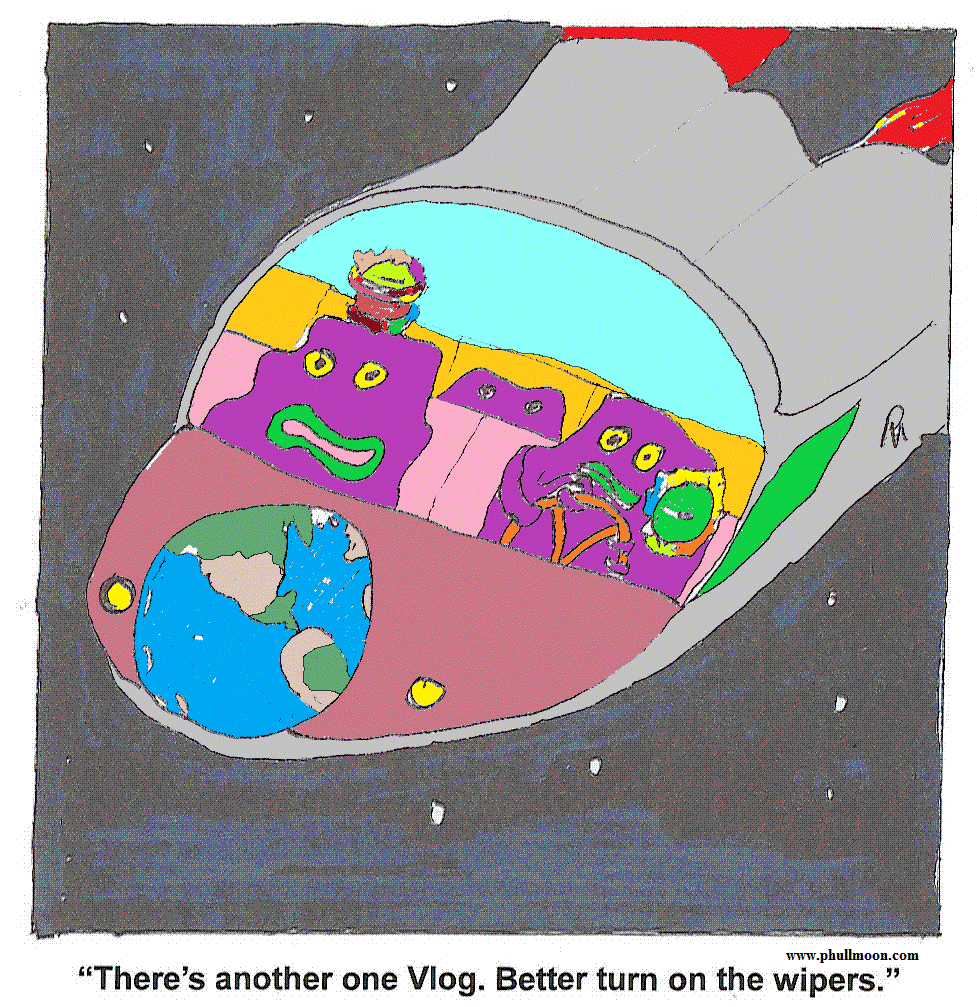 www.phullmoon.com
“There’s another one Vlog. Better turn on the wipers.”